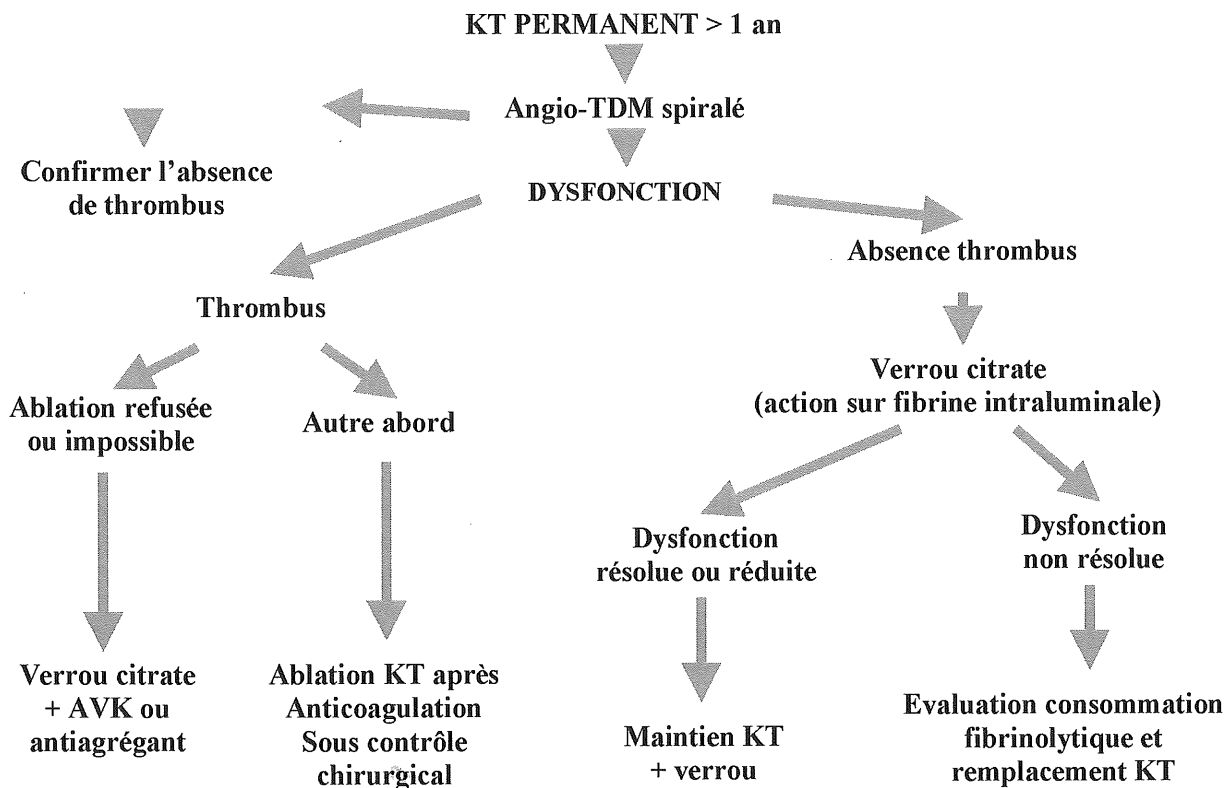 KT PERMANENT > 1 an
Angio-TDM spiralé
Confirmer l'absence
de thrombus
DYSFONCTION
Absence thrombus
Thrombus
Verrou citrate
(action sur fibrine intraluminale)
Ablation refusée
ou impossible
Autre abord
Dysfonction
résolue ou réduite
Dysfonction
non résolue
Verrou citrate
+ AVK ou
antiagrégant
Ablation KT après
Anticoagulation
Sous contrôle
chirurgical
Maintien KT
+ verrou
Evaluation consommation
fibrinolytique et
remplacement KT